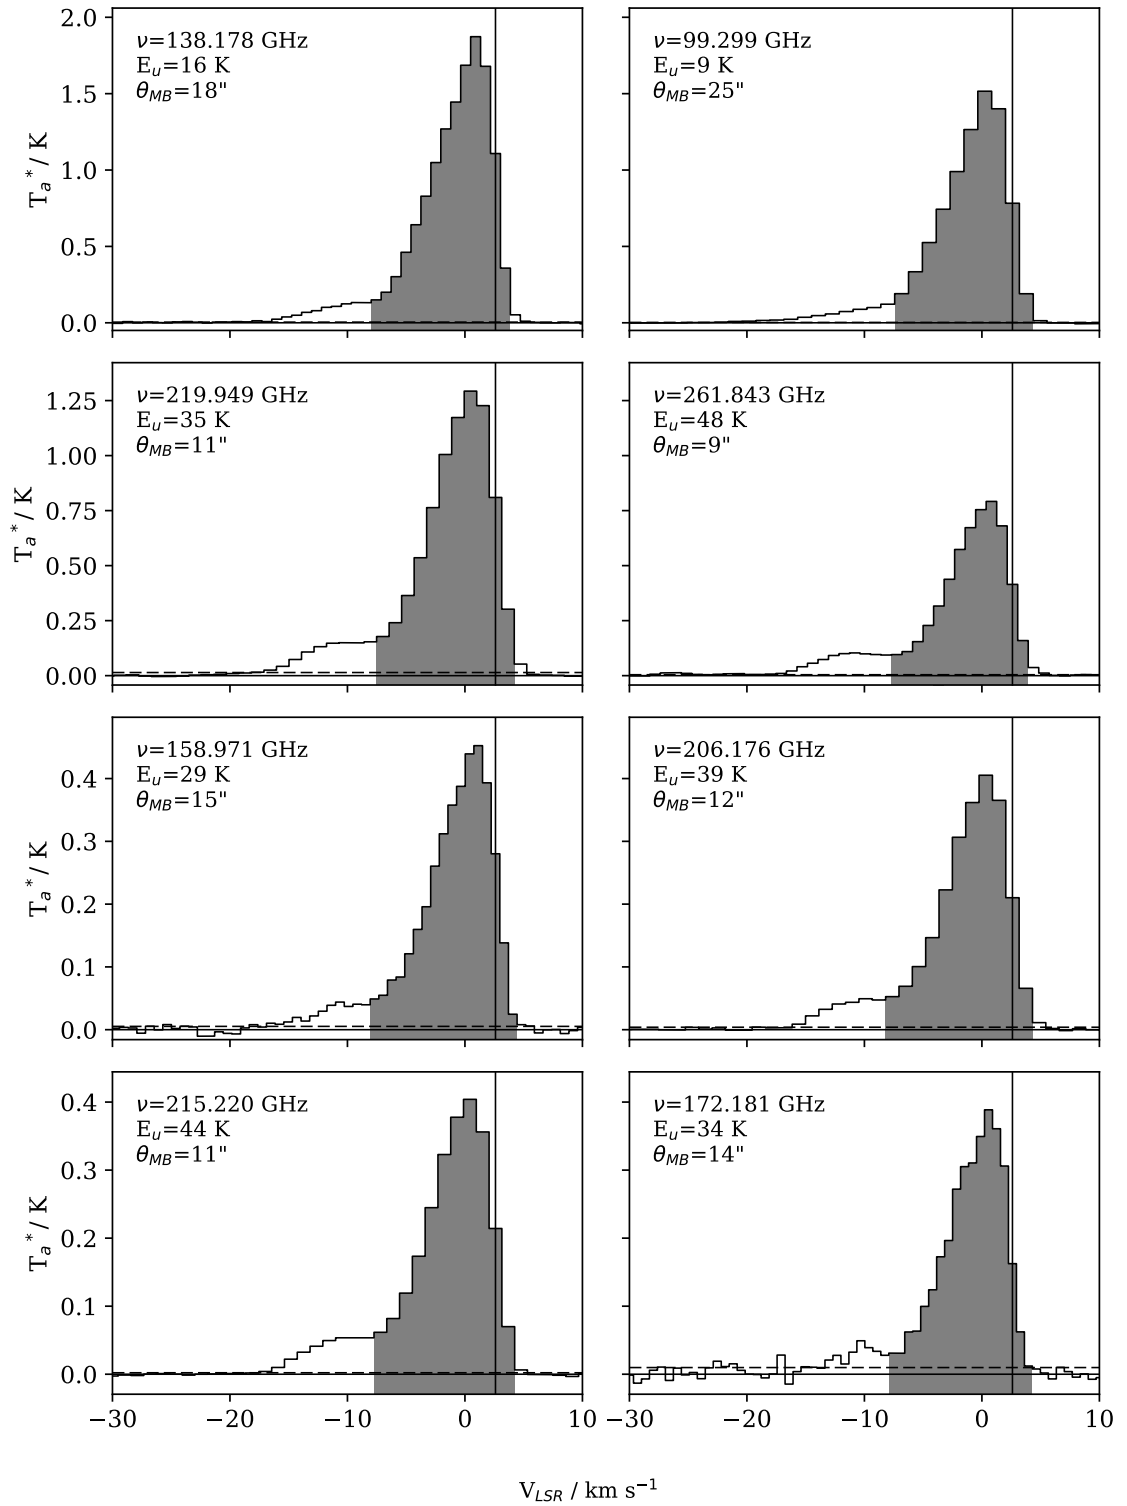 2.0
1.5
1.0
0.5
0.0
T_a* / K
ν=138.178 GHz
E_u=16 K
θ_MB=18"
ν=99.299 GHz
E_u=9 K
θ_MB=25"
1.25
1.00
0.75
0.50
0.25
0.00
T_a* / K
ν=219.949 GHz
E_u=35 K
θ_MB=11"
ν=261.843 GHz
E_u=48 K
θ_MB=9"
0.4
0.3
0.2
0.1
0.0
T_a* / K
ν=158.971 GHz
E_u=29 K
θ_MB=15"
ν=206.176 GHz
E_u=39 K
θ_MB=12"
0.4
0.3
0.2
0.1
0.0
T_a* / K
ν=215.220 GHz
E_u=44 K
θ_MB=11"
ν=172.181 GHz
E_u=34 K
θ_MB=14"
−30 −20 −10 0 10
−30 −20 −10 0 10
V_LSR / km s⁻¹